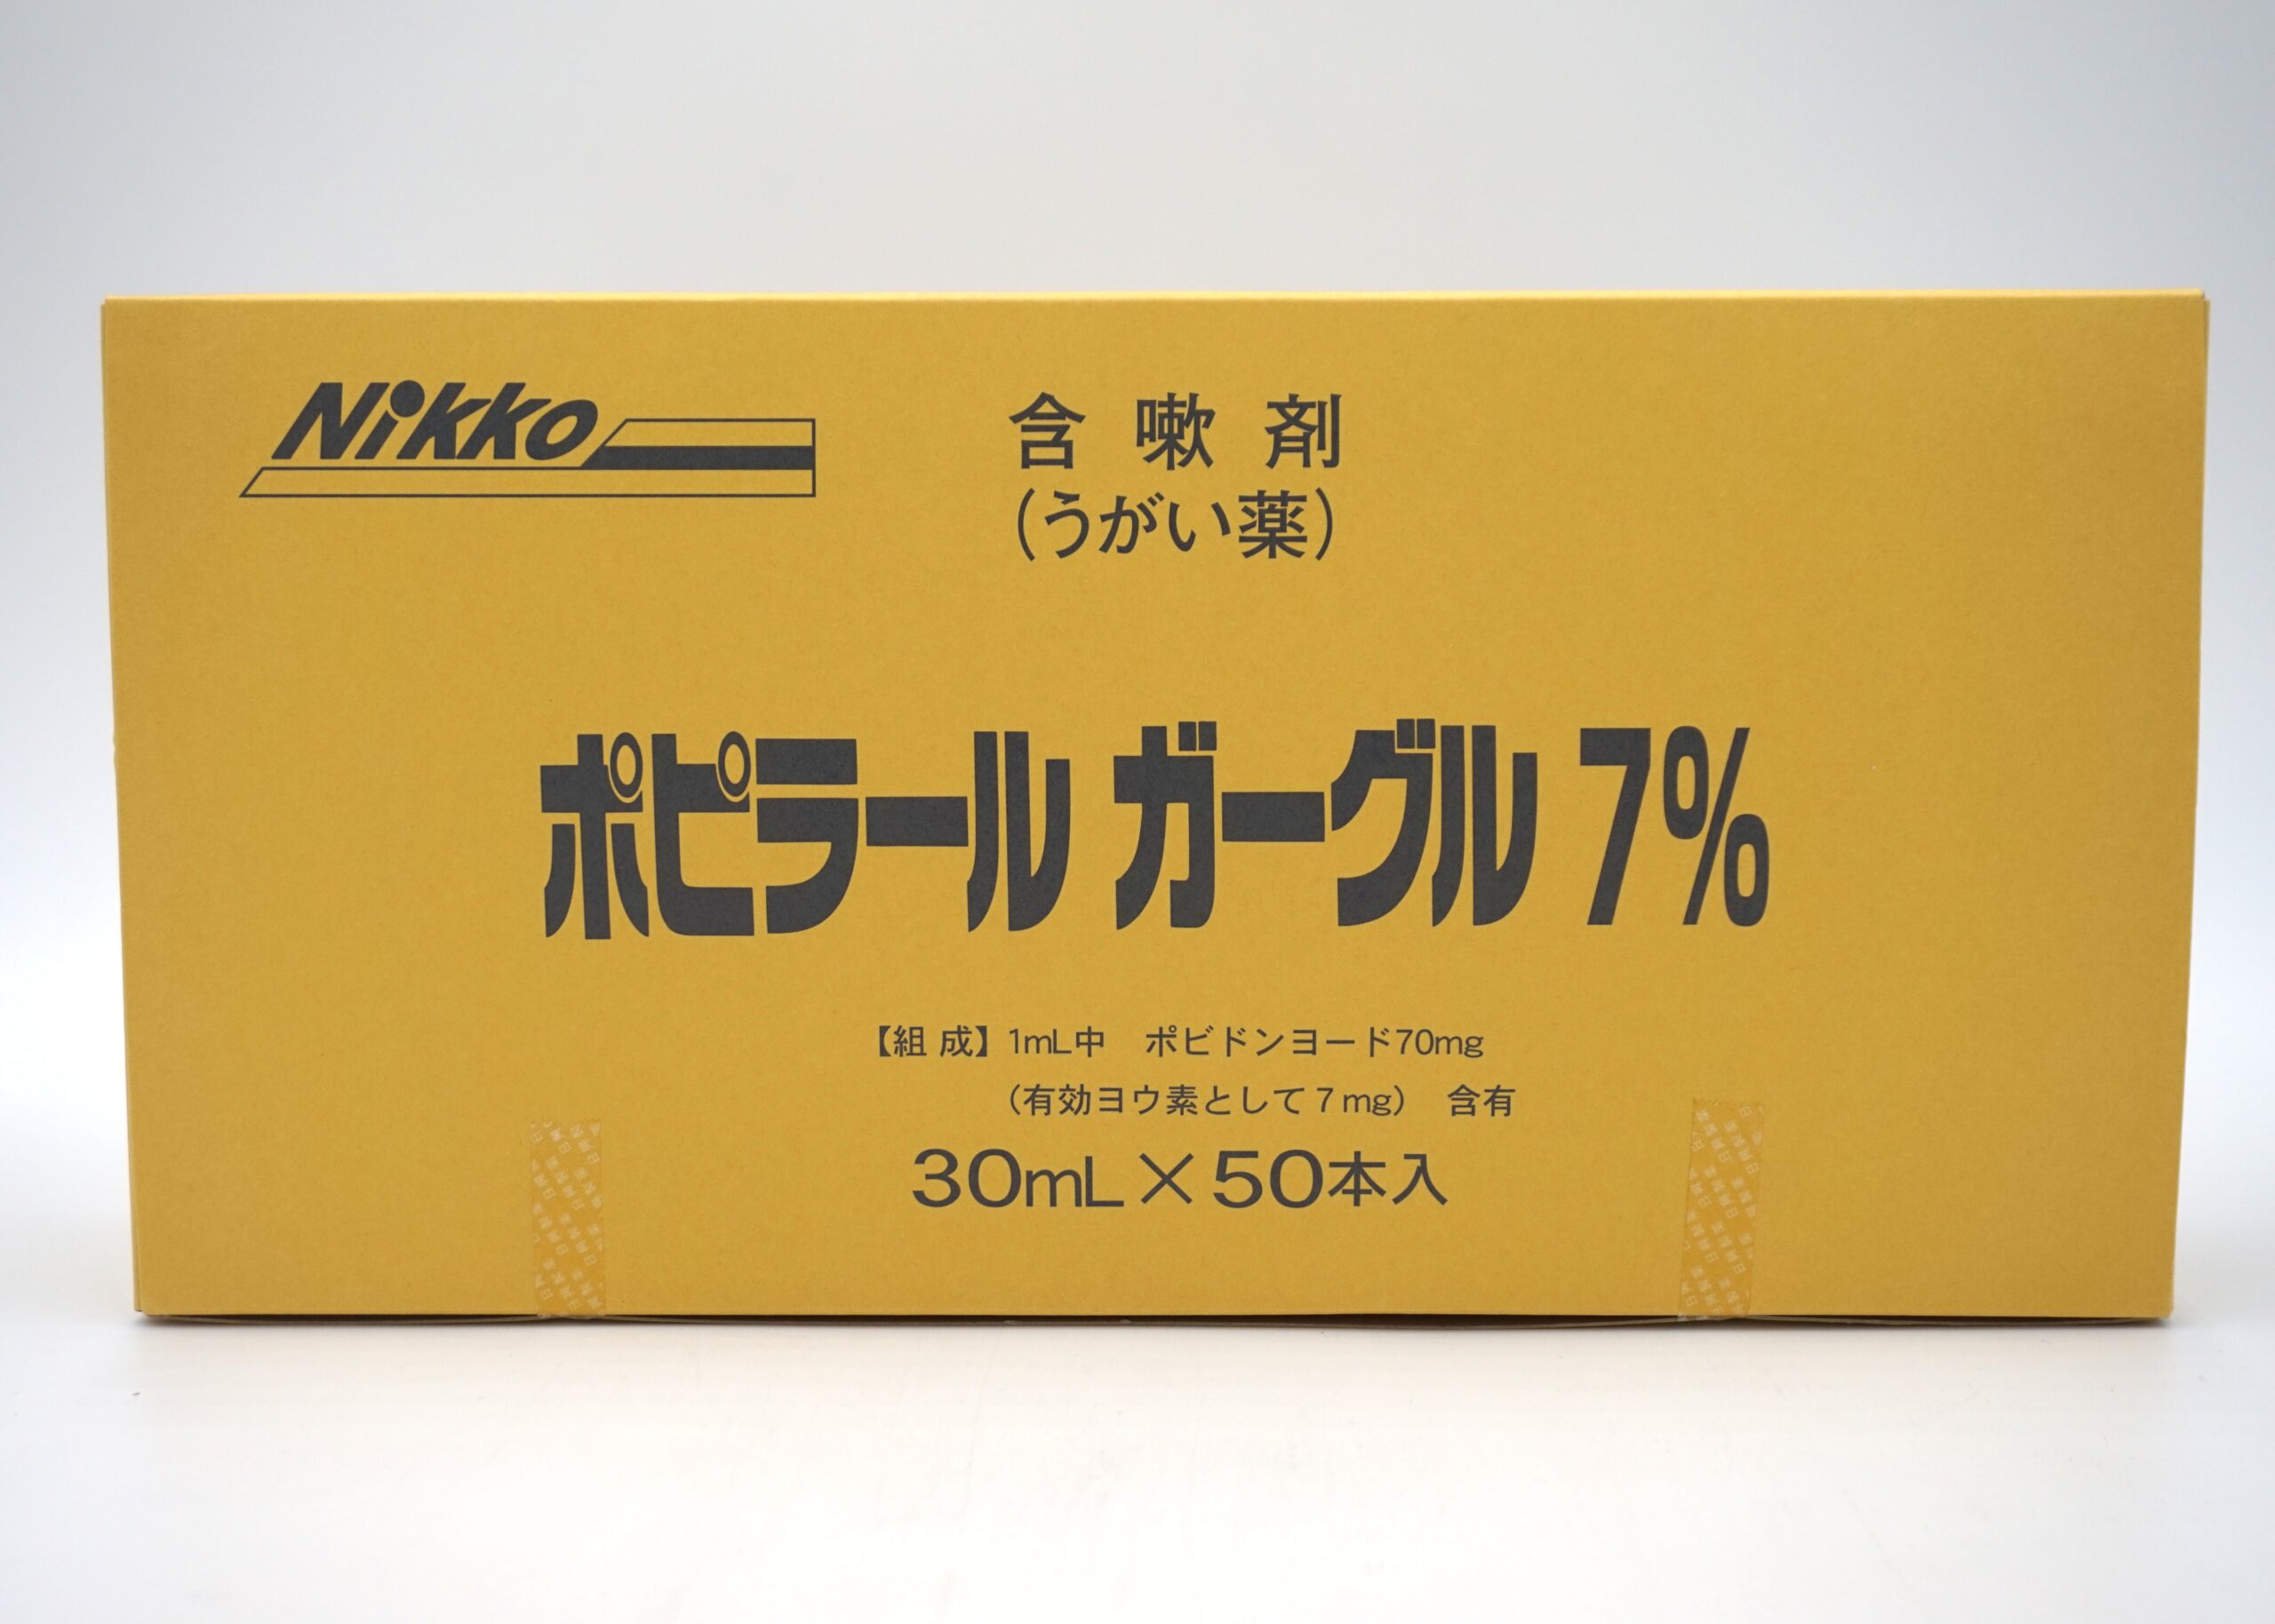 Nikko
含嗽剤
(うがい薬)
ポピラール ガーグル 7%
【組成】1mL中 ポビドンヨード70mg
(有効ヨウ素として7mg) 含有
30mL×50本入